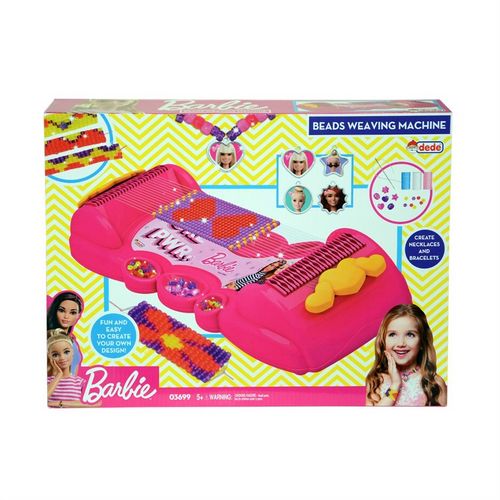 Barbie
BEADS WEAVING MACHINE
dede
PWR
Barbie
CREATE
NECKLACES AND
BRACELETS
FUN AND
EASY
TO CREATE
YOUR OWN
DESIGN!
Barbie
03699 5+ WARNING: